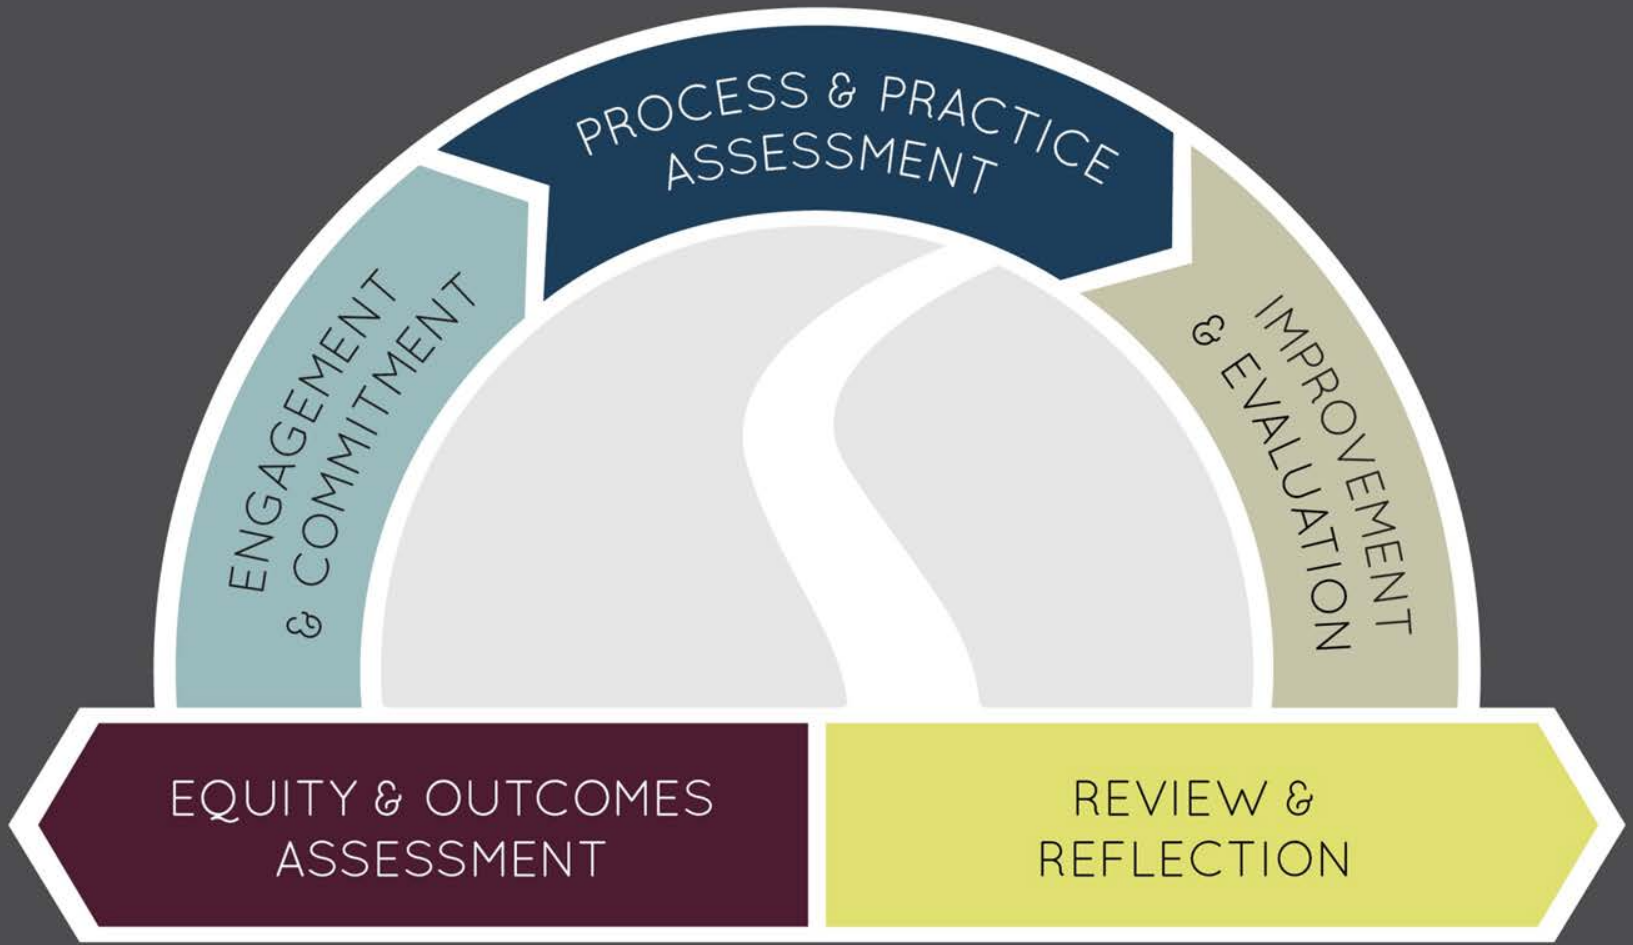 PROCESS & PRACTICE
ASSESSMENT
ENGAGEMENT
& COMMITMENT
IMPROVEMENT
& EVALUATION
EQUITY & OUTCOMES
ASSESSMENT
REVIEW &
REFLECTION